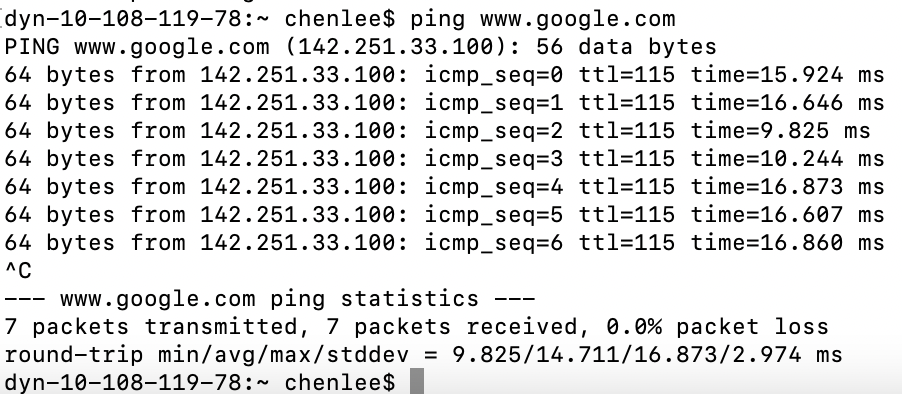 dyn-10-108-119-78:~ chenlee$ ping www.google.com
PING www.google.com (142.251.33.100): 56 data bytes
64 bytes from 142.251.33.100: icmp_seq=0 ttl=115 time=15.924 ms
64 bytes from 142.251.33.100: icmp_seq=1 ttl=115 time=16.646 ms
64 bytes from 142.251.33.100: icmp_seq=2 ttl=115 time=9.825 ms
64 bytes from 142.251.33.100: icmp_seq=3 ttl=115 time=10.244 ms
64 bytes from 142.251.33.100: icmp_seq=4 ttl=115 time=16.873 ms
64 bytes from 142.251.33.100: icmp_seq=5 ttl=115 time=16.607 ms
64 bytes from 142.251.33.100: icmp_seq=6 ttl=115 time=16.860 ms
^C
--- www.google.com ping statistics ---
7 packets transmitted, 7 packets received, 0.0% packet loss
round-trip min/avg/max/stddev = 9.825/14.711/16.873/2.974 ms
dyn-10-108-119-78:~ chenlee$